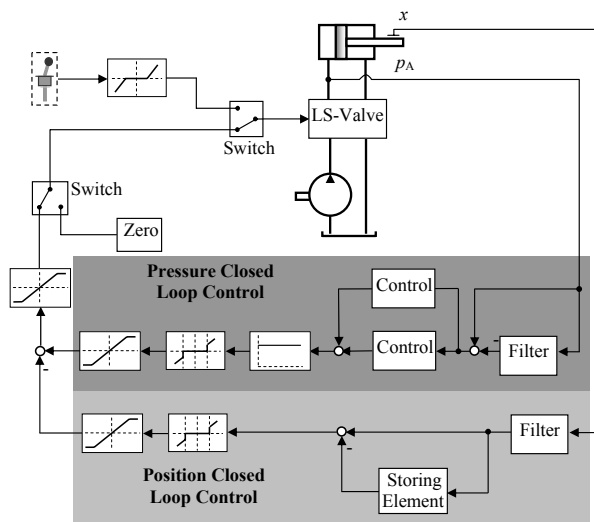 x
pA
LS-Valve
Switch
Switch
Zero
Pressure Closed
Loop Control
Control
Control
-
Filter
-
Filter
-
Storing
Element
Position Closed
Loop Control